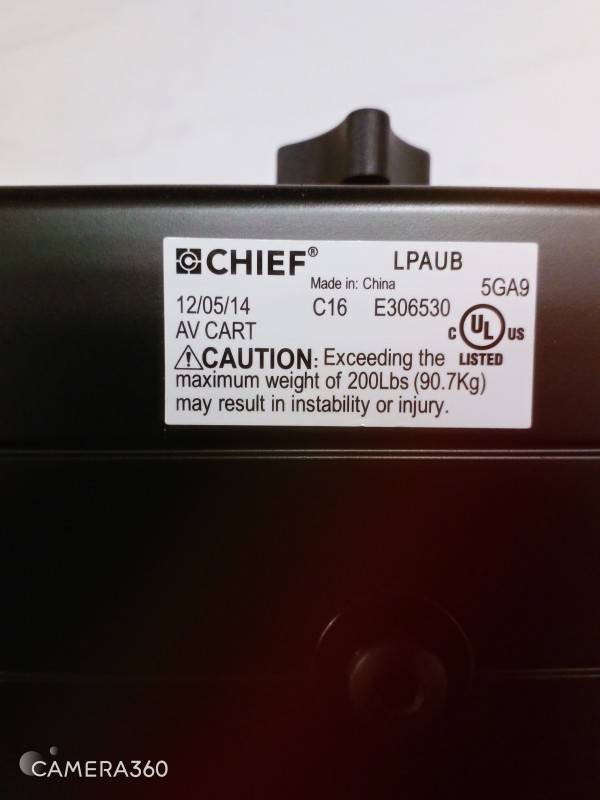 CHIEF® LPAUB
Made in: China 5GA9
12/05/14 C16 E306530
AV CART C UL US
LISTED
⚠CAUTION: Exceeding the
maximum weight of 200Lbs (90.7Kg)
may result in instability or injury.
CAMERA360